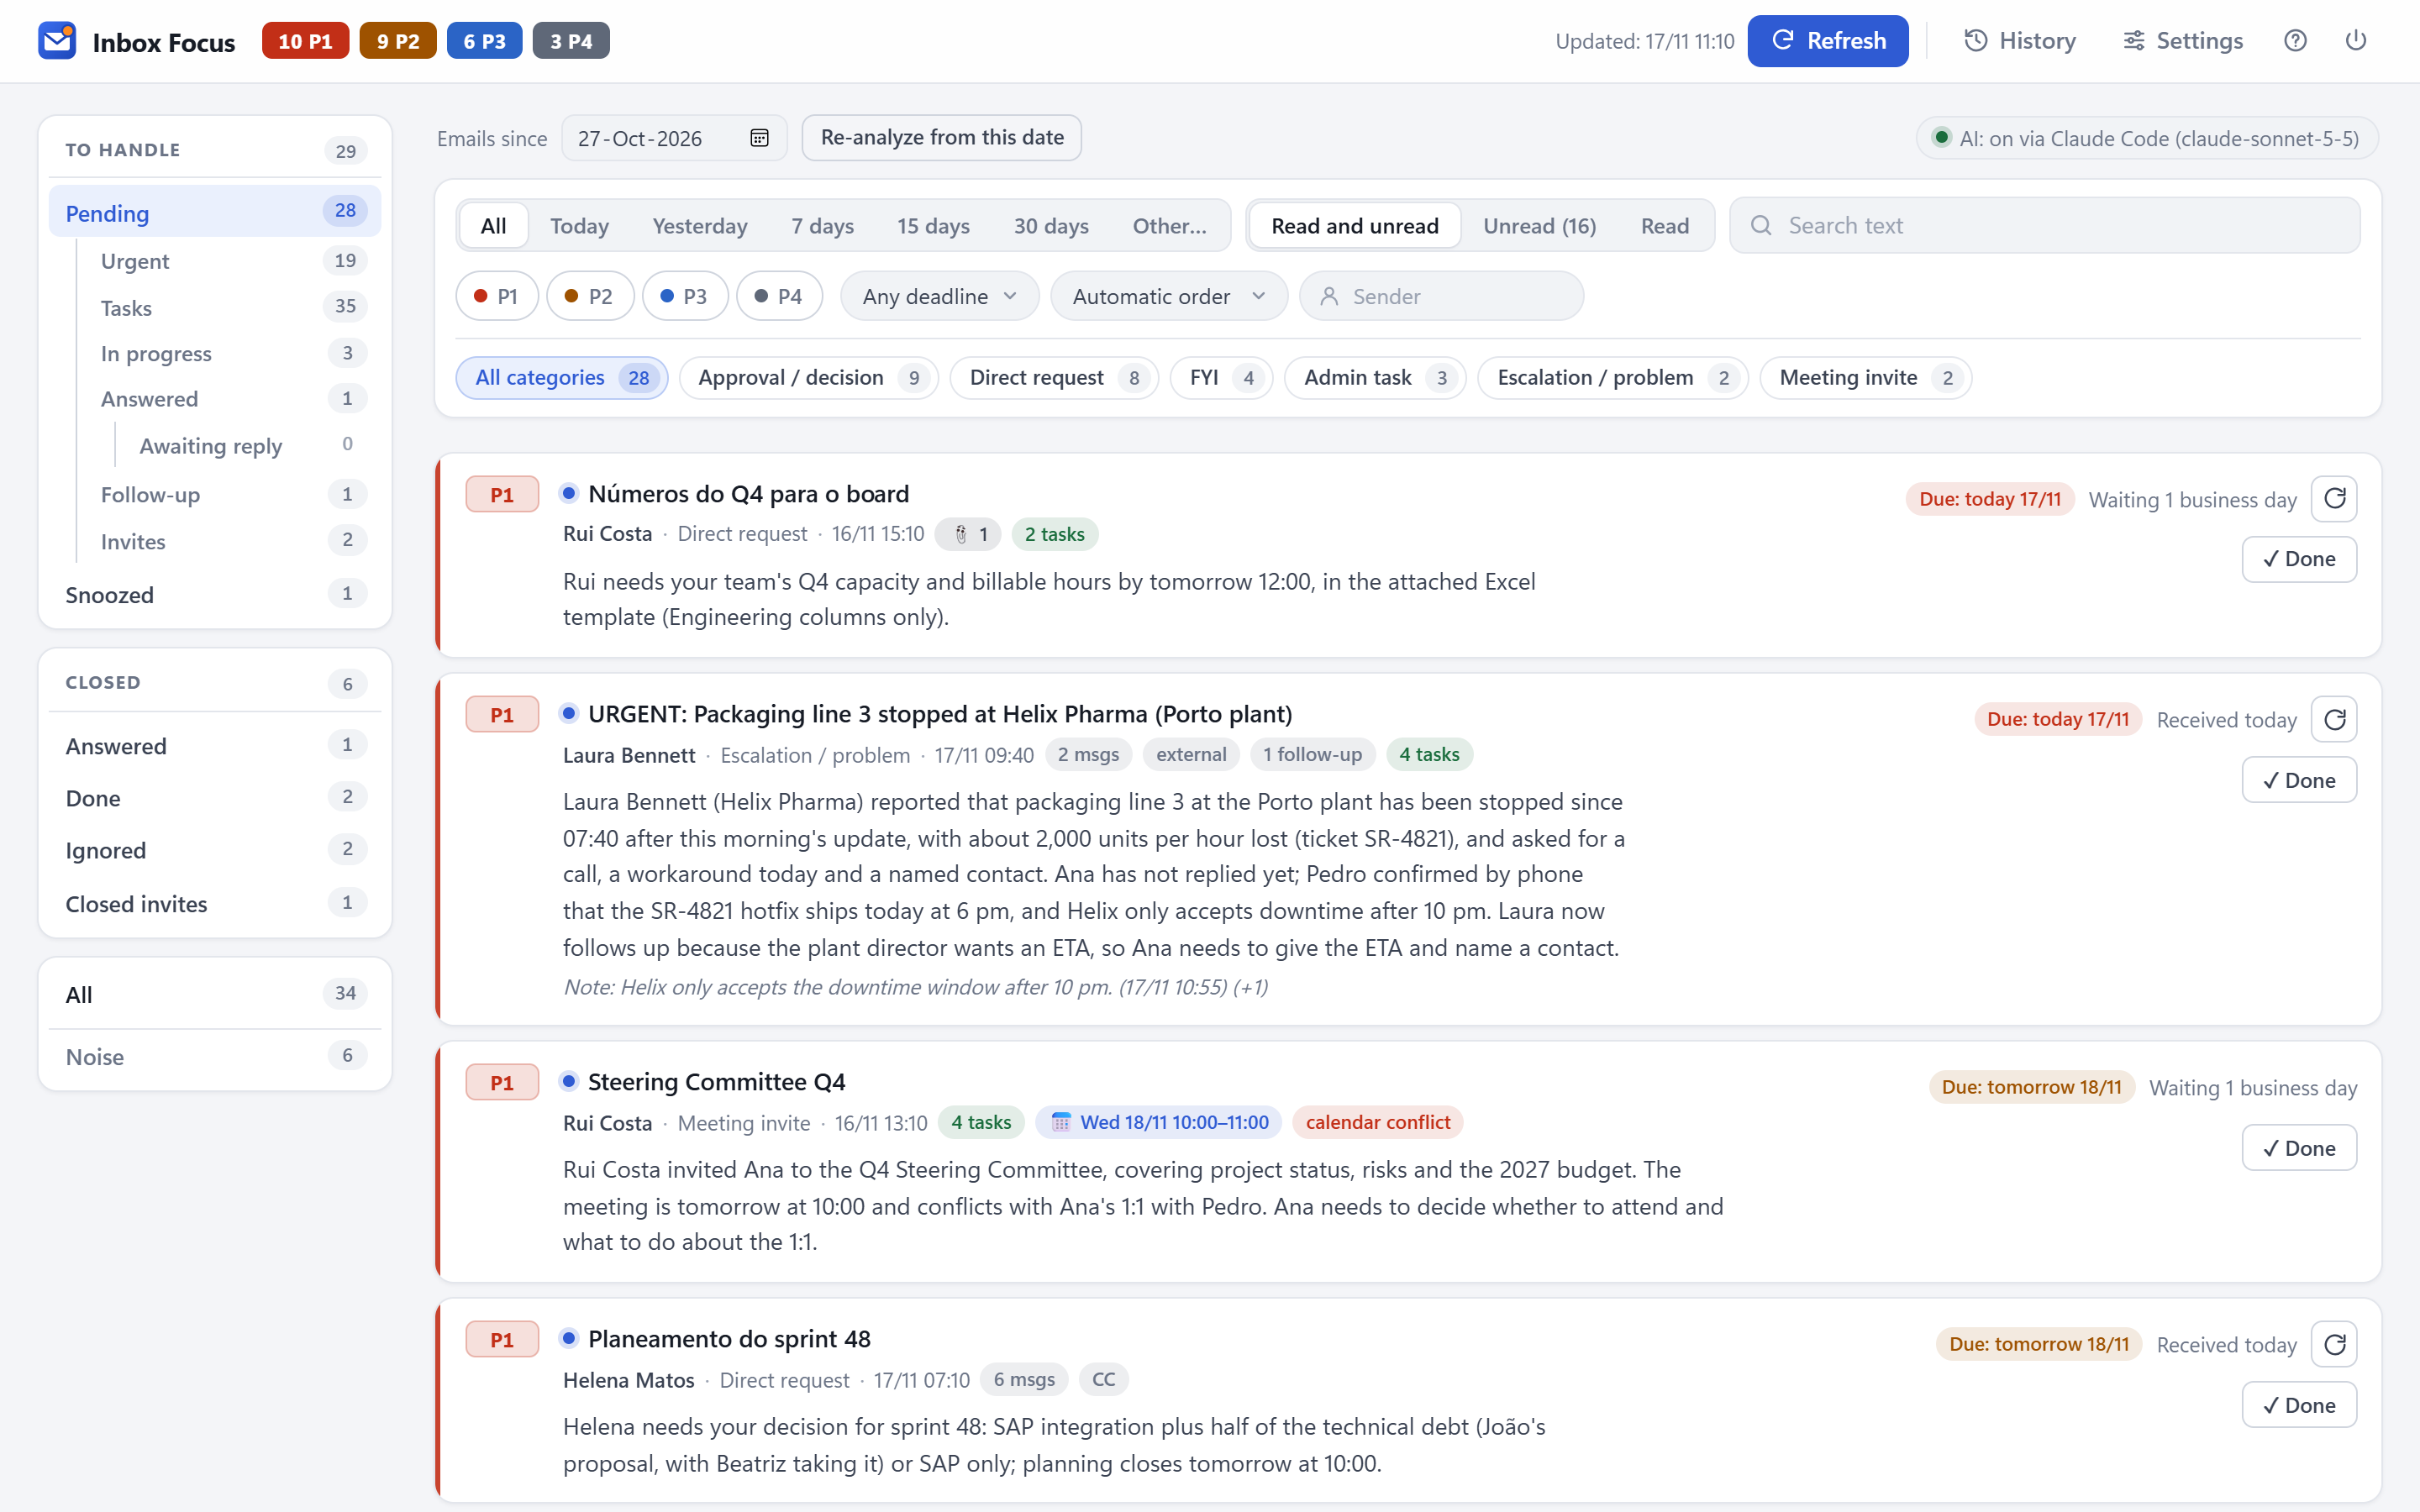 Inbox Focus
10 P1
9 P2
6 P3
3 P4
Updated: 17/11 11:10
Refresh
History
Settings
TO HANDLE 29
Pending 28
Urgent 19
Tasks 35
In progress 3
Answered 1
Awaiting reply 0
Follow-up 1
Invites 2
Snoozed 1
CLOSED 6
Answered 1
Done 2
Ignored 2
Closed invites 1
All 34
Noise 6
Emails since 27-Oct-2026 Re-analyze from this date
AI: on via Claude Code (claude-sonnet-5-5)
All Today Yesterday 7 days 15 days 30 days Other...
Read and unread Unread (16) Read
Search text
P1 P2 P3 P4 Any deadline Automatic order Sender
All categories 28 Approval / decision 9 Direct request 8 FYI 4 Admin task 3 Escalation / problem 2 Meeting invite 2
P1 Números do Q4 para o board
Due: today 17/11 Waiting 1 business day
Rui Costa · Direct request · 16/11 15:10 1 2 tasks
✓ Done
Rui needs your team's Q4 capacity and billable hours by tomorrow 12:00, in the attached Excel
template (Engineering columns only).
P1 URGENT: Packaging line 3 stopped at Helix Pharma (Porto plant)
Due: today 17/11 Received today
Laura Bennett · Escalation / problem · 17/11 09:40 2 msgs external 1 follow-up 4 tasks
✓ Done
Laura Bennett (Helix Pharma) reported that packaging line 3 at the Porto plant has been stopped since
07:40 after this morning's update, with about 2,000 units per hour lost (ticket SR-4821), and asked for a
call, a workaround today and a named contact. Ana has not replied yet; Pedro confirmed by phone
that the SR-4821 hotfix ships today at 6 pm, and Helix only accepts downtime after 10 pm. Laura now
follows up because the plant director wants an ETA, so Ana needs to give the ETA and name a contact.
Note: Helix only accepts the downtime window after 10 pm. (17/11 10:55) (+1)
P1 Steering Committee Q4
Due: tomorrow 18/11 Waiting 1 business day
Rui Costa · Meeting invite · 16/11 13:10 4 tasks Wed 18/11 10:00–11:00 calendar conflict
✓ Done
Rui Costa invited Ana to the Q4 Steering Committee, covering project status, risks and the 2027 budget. The
meeting is tomorrow at 10:00 and conflicts with Ana's 1:1 with Pedro. Ana needs to decide whether to attend and
what to do about the 1:1.
P1 Planeamento do sprint 48
Due: tomorrow 18/11 Received today
Helena Matos · Direct request · 17/11 07:10 6 msgs CC
✓ Done
Helena needs your decision for sprint 48: SAP integration plus half of the technical debt (João's
proposal, with Beatriz taking it) or SAP only; planning closes tomorrow at 10:00.